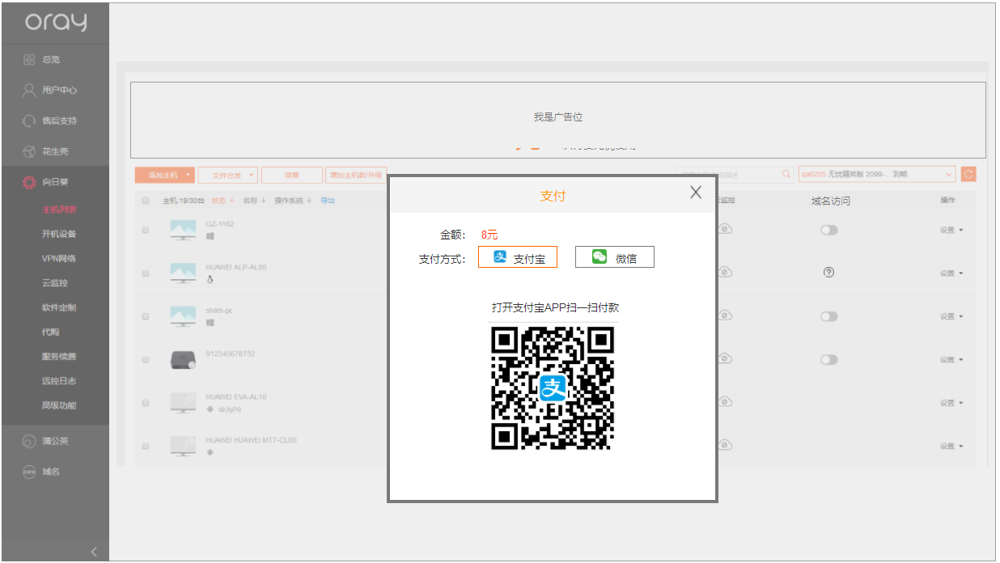 oray
总览
用户中心
售后支持
花生壳
向日葵
主机列表
开机设备
VPN网络
云监控
软件定制
代购
服务续费
远控日志
高级功能
蒲公英
域名
我是广告位
添加主机
文件分发
续费
增加主机数/升级
qa0205 无忧精英版 2099-... 到期
主机:19/30台 状态 名称 操作系统 导出
云监控
域名访问
操作
GZ-1162
设置
HUAWEI ALP-AL00
设置
shlkh-pc
设置
912345678732
设置
HUAWEI EVA-AL10
华为P9
设置
HUAWEI HUAWEI MT7-CL00
设置
支付
金额： 8元
支付方式： 支付宝 微信
打开支付宝APP扫一扫付款
支